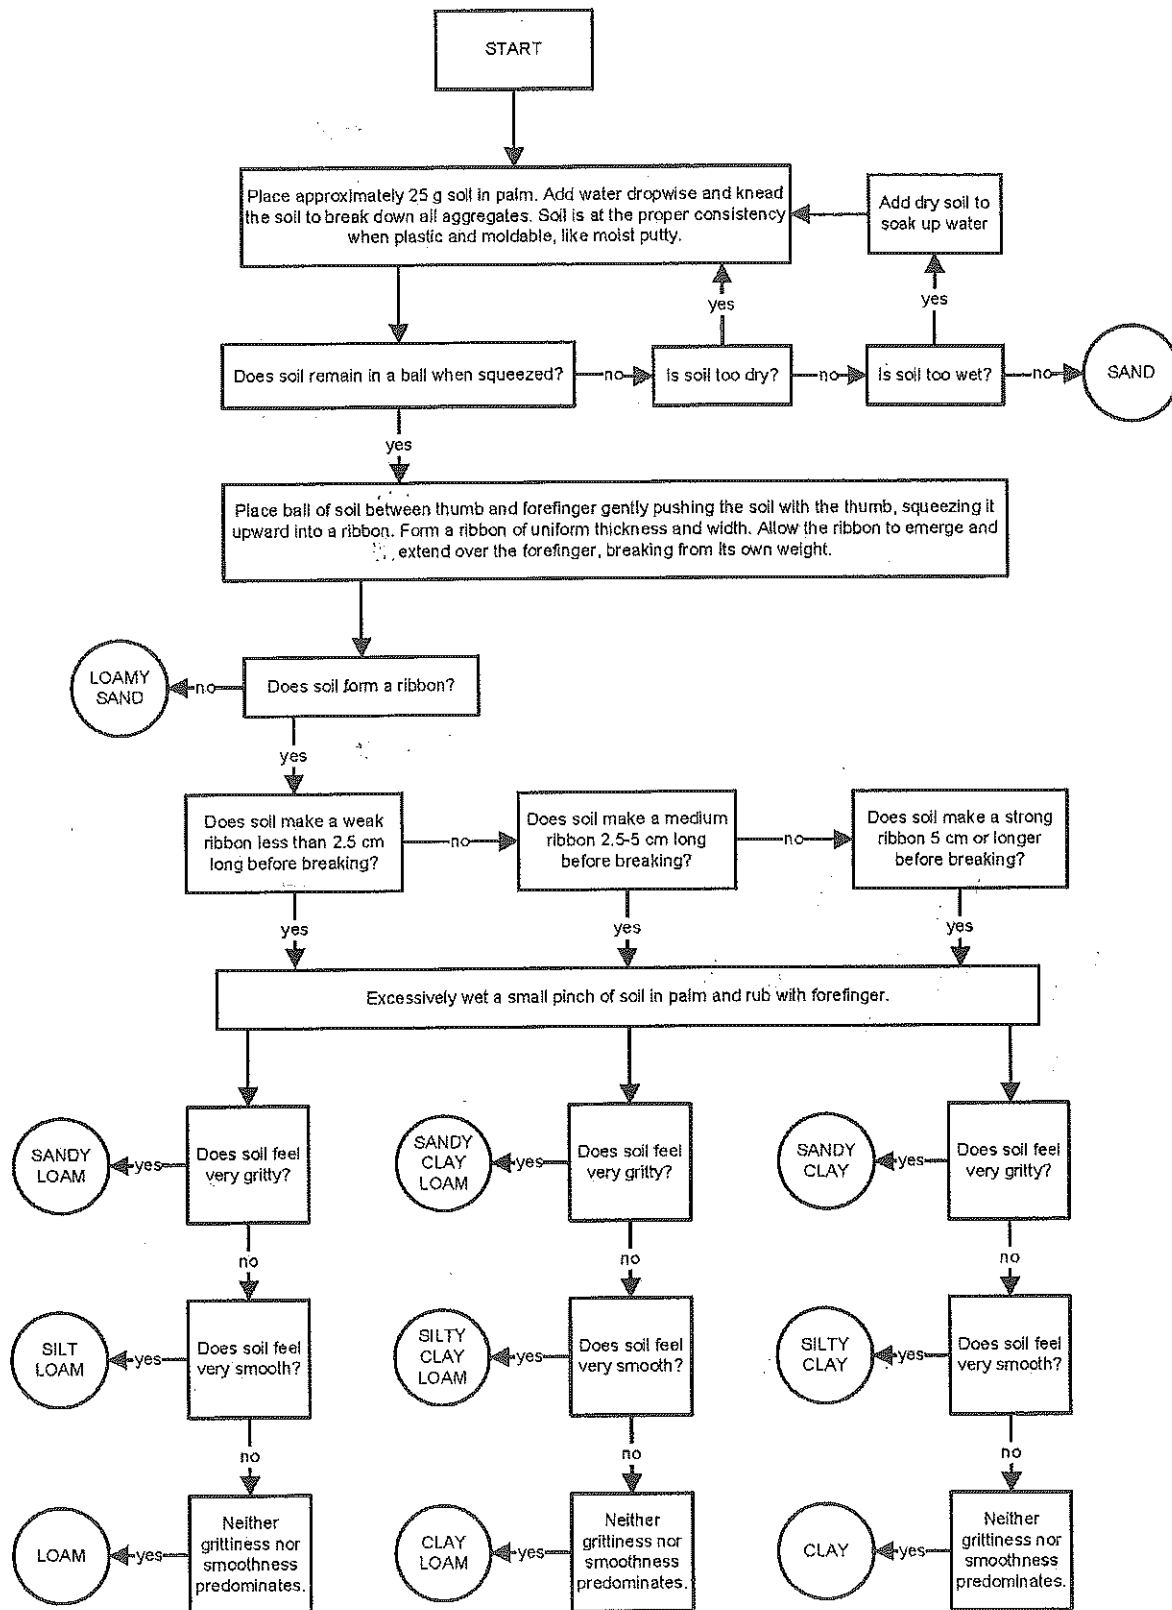 START
Place approximately 25 g soil in palm. Add water dropwise and knead
the soil to break down all aggregates. Soil is at the proper consistency
when plastic and moldable, like moist putty.
Add dry soil to
soak up water
yes
yes
Does soil remain in a ball when squeezed?
no
Is soil too dry?
no
Is soil too wet?
no
SAND
yes
Place ball of soil between thumb and forefinger gently pushing the soil with the thumb, squeezing it
upward into a ribbon. Form a ribbon of uniform thickness and width. Allow the ribbon to emerge and
extend over the forefinger, breaking from its own weight.
LOAMY
SAND
no
Does soil form a ribbon?
yes
Does soil make a weak
ribbon less than 2.5 cm
long before breaking?
no
Does soil make a medium
ribbon 2.5-5 cm long
before breaking?
no
Does soil make a strong
ribbon 5 cm or longer
before breaking?
yes
yes
yes
Excessively wet a small pinch of soil in palm and rub with forefinger.
SANDY
LOAM
yes
Does soil feel
very gritty?
SANDY
CLAY
LOAM
yes
Does soil feel
very gritty?
SANDY
CLAY
yes
Does soil feel
very gritty?
no
no
no
SILT
LOAM
yes
Does soil feel
very smooth?
SILTY
CLAY
LOAM
yes
Does soil feel
very smooth?
SILTY
CLAY
yes
Does soil feel
very smooth?
no
no
no
LOAM
yes
Neither
grittiness nor
smoothness
predominates.
CLAY
LOAM
yes
Neither
grittiness nor
smoothness
predominates.
CLAY
yes
Neither
grittiness nor
smoothness
predominates.